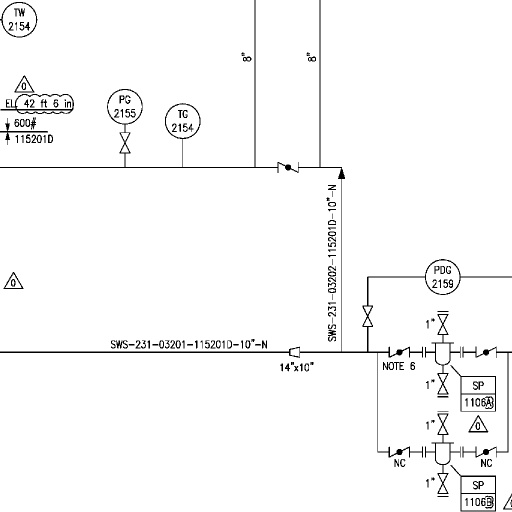 TW
2154
8"
8"
0
EL 42 ft 6 in
PG
2155
TG
2154
600#
115201D
SWS-231-03202-115201D-10"-N
0
PDG
2159
SWS-231-03201-115201D-10"-N
14"x10"
1"
NOTE 6
1"
SP
1106A
0
1"
NC
NC
1"
SP
1106B
0